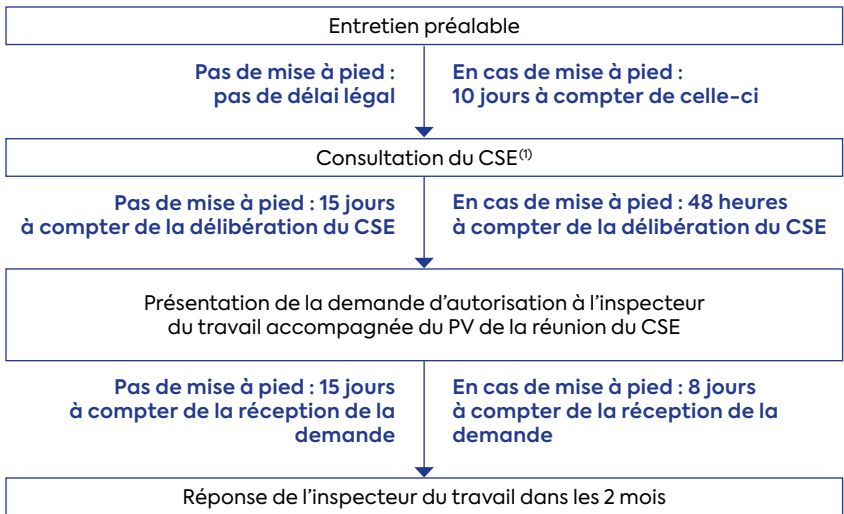 Entretien préalable
Pas de mise à pied :
pas de délai légal
En cas de mise à pied :
10 jours à compter de celle-ci
Consultation du CSE⁽¹⁾
Pas de mise à pied : 15 jours
à compter de la délibération du CSE
En cas de mise à pied : 48 heures
à compter de la délibération du CSE
Présentation de la demande d’autorisation à l’inspecteur
du travail accompagnée du PV de la réunion du CSE
Pas de mise à pied : 15 jours
à compter de la réception de la
demande
En cas de mise à pied : 8 jours
à compter de la réception de la
demande
Réponse de l’inspecteur du travail dans les 2 mois